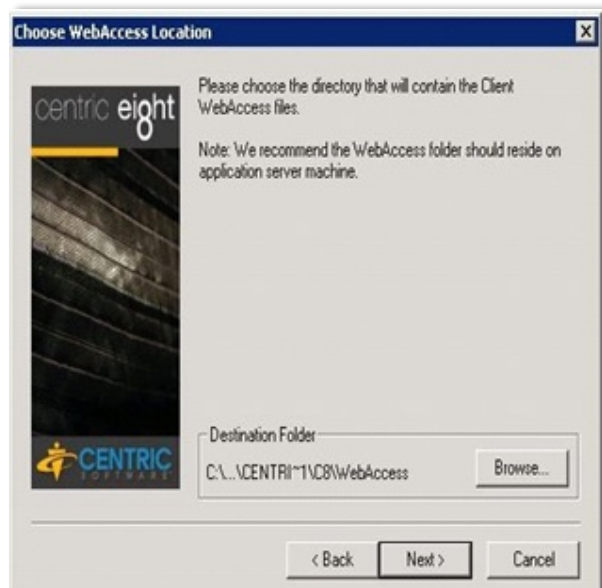 Choose WebAccess Location
centric eight
Please choose the directory that will contain the Client
WebAccess files.
Note: We recommend the WebAccess folder should reside on
application server machine.
CENTRIC
SOFTWARE
Destination Folder
C:\...\CENTRI~1\C8\WebAccess
Browse...
< Back
Next >
Cancel